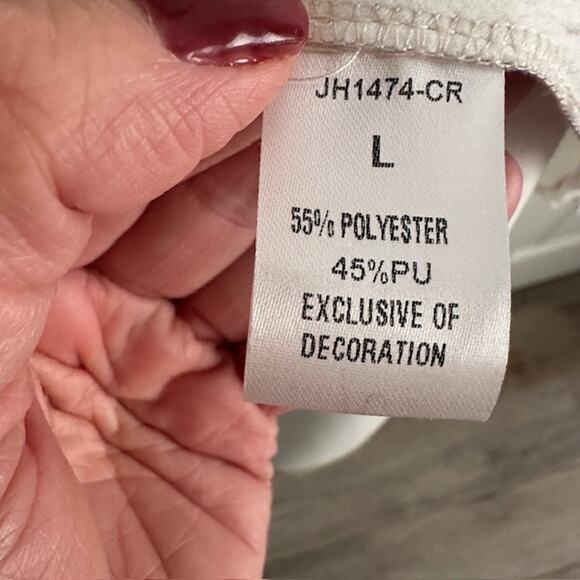 JH1474-CR
L
55% POLYESTER
45%PU
EXCLUSIVE OF
DECORATION